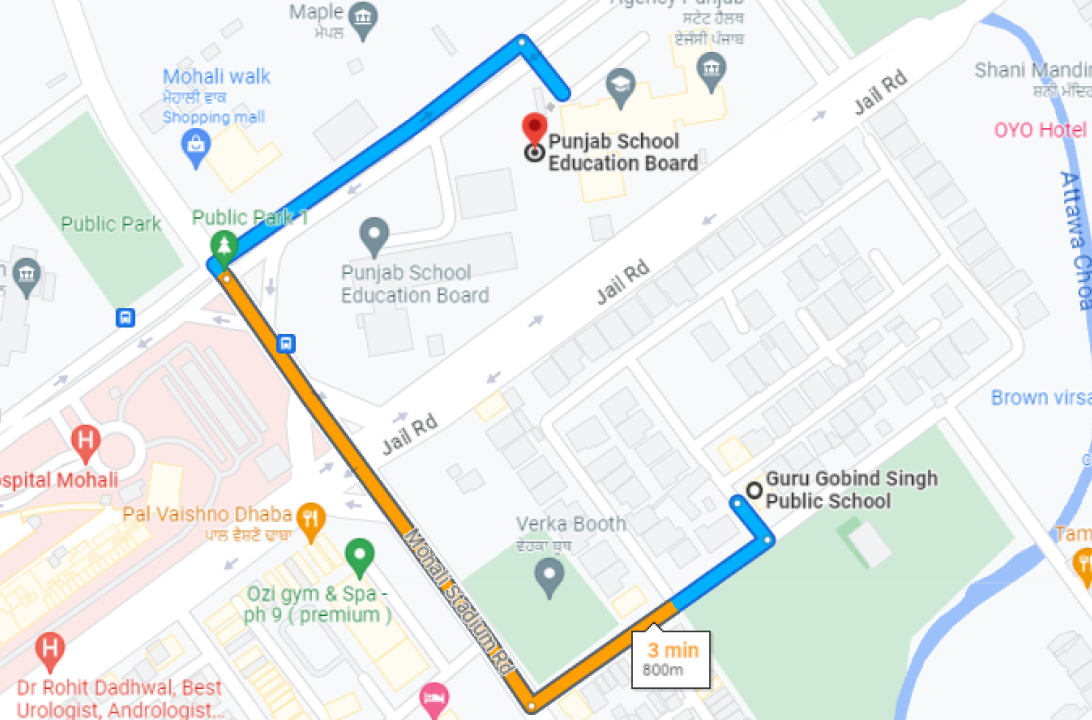 Maple
ਮੇਪਲ
Agency Punjab
ਸਟੇਟ ਹੈਲਥ
ਏਜੰਸੀ ਪੰਜਾਬ
Mohali walk
ਮੋਹਾਲੀ ਵਾਕ
Shopping mall
Jail Rd
Shani Mandir
ਸ਼ਨੀ ਮੰਦਿਰ
OYO Hotel
Attawa Choa
Punjab School
Education Board
Public Park
Public Park 1
Punjab School
Education Board
Jail Rd
Jail Rd
Brown virsa
Hospital Mohali
Guru Gobind Singh
Public School
Pal Vaishno Dhaba
ਪਾਲ ਵੈਸ਼ਣੋਂ ਢਾਬਾ
Verka Booth
ਵੇਰਕਾ ਬੂਥ
Tam
Mohali Stadium Rd
Ozi gym & Spa -
ph 9 ( premium )
3 min
800m
Dr Rohit Dadhwal, Best
Urologist, Andrologist...
H
H